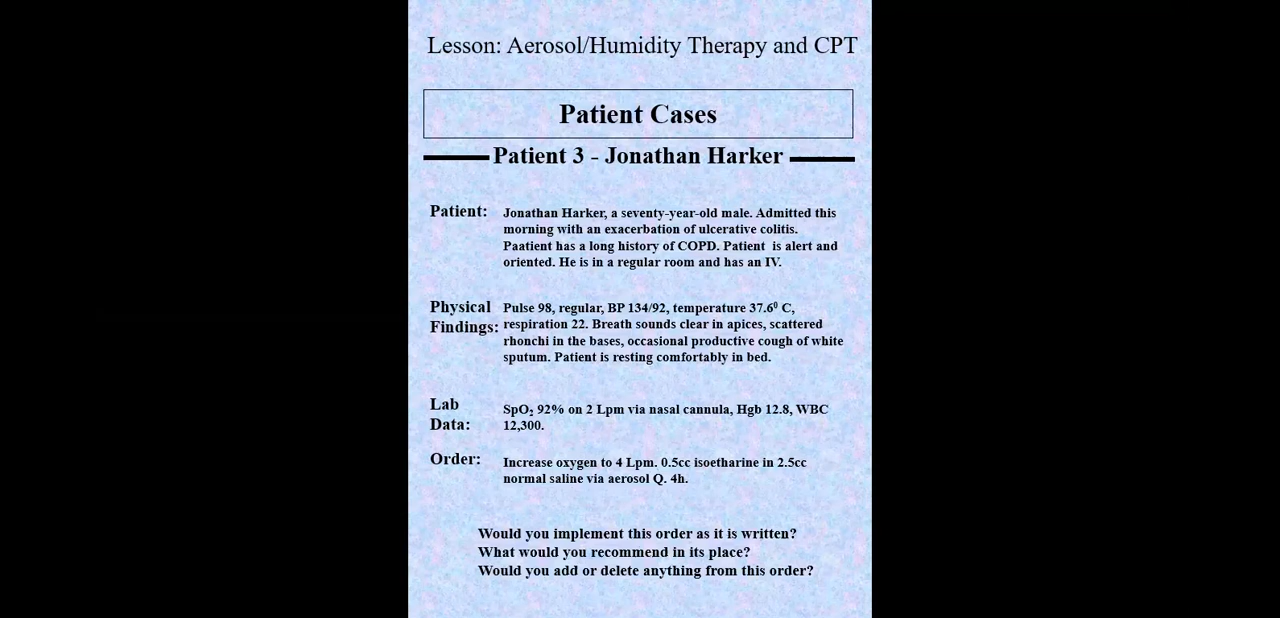 Lesson: Aerosol/Humidity Therapy and CPT
Patient Cases
Patient 3 - Jonathan Harker
Patient: Jonathan Harker, a seventy-year-old male. Admitted this
morning with an exacerbation of ulcerative colitis.
Paatient has a long history of COPD. Patient  is alert and
oriented. He is in a regular room and has an IV.
Physical Pulse 98, regular, BP 134/92, temperature 37.6⁰ C,
Findings: respiration 22. Breath sounds clear in apices, scattered
rhonchi in the bases, occasional productive cough of white
sputum. Patient is resting comfortably in bed.
Lab SpO₂ 92% on 2 Lpm via nasal cannula, Hgb 12.8, WBC
Data: 12,300.
Order: Increase oxygen to 4 Lpm. 0.5cc isoetharine in 2.5cc
normal saline via aerosol Q. 4h.
Would you implement this order as it is written?
What would you recommend in its place?
Would you add or delete anything from this order?